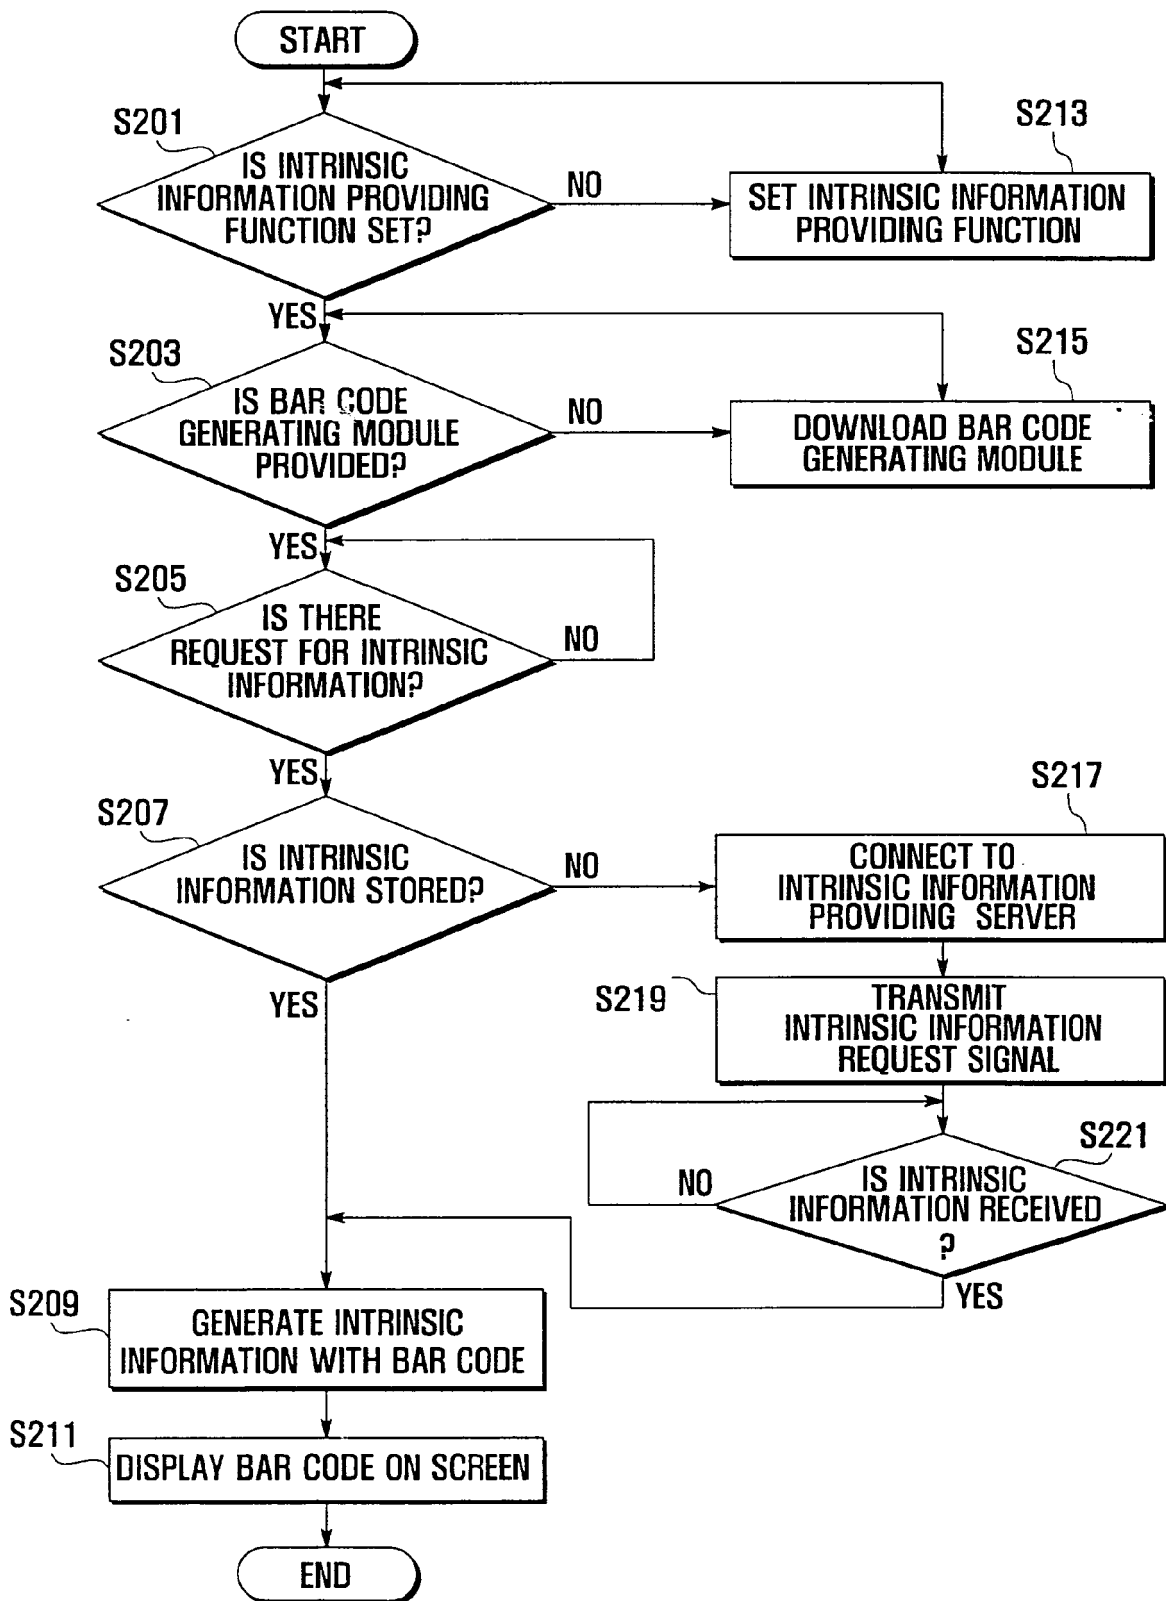 START
S201
IS INTRINSIC
INFORMATION PROVIDING
FUNCTION SET?
NO
S213
SET INTRINSIC INFORMATION
PROVIDING FUNCTION
YES
S203
IS BAR CODE
GENERATING MODULE
PROVIDED?
NO
S215
DOWNLOAD BAR CODE
GENERATING MODULE
YES
S205
IS THERE
REQUEST FOR INTRINSIC
INFORMATION?
NO
YES
S207
IS INTRINSIC
INFORMATION STORED?
NO
S217
CONNECT TO
INTRINSIC INFORMATION
PROVIDING SERVER
YES
S219
TRANSMIT
INTRINSIC INFORMATION
REQUEST SIGNAL
S221
IS INTRINSIC
INFORMATION RECEIVED
?
NO
YES
S209
GENERATE INTRINSIC
INFORMATION WITH BAR CODE
S211
DISPLAY BAR CODE ON SCREEN
END